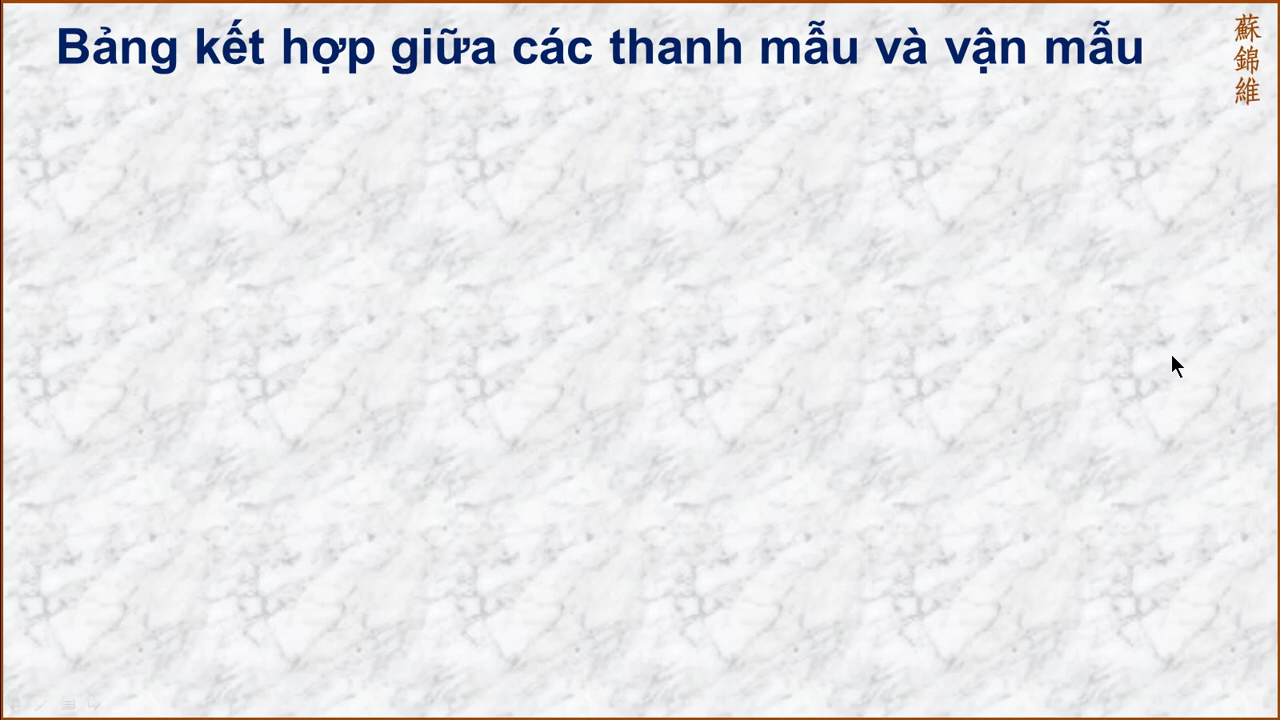 Bảng kết hợp giữa các thanh mẫu và vận mẫu
蘇錦維